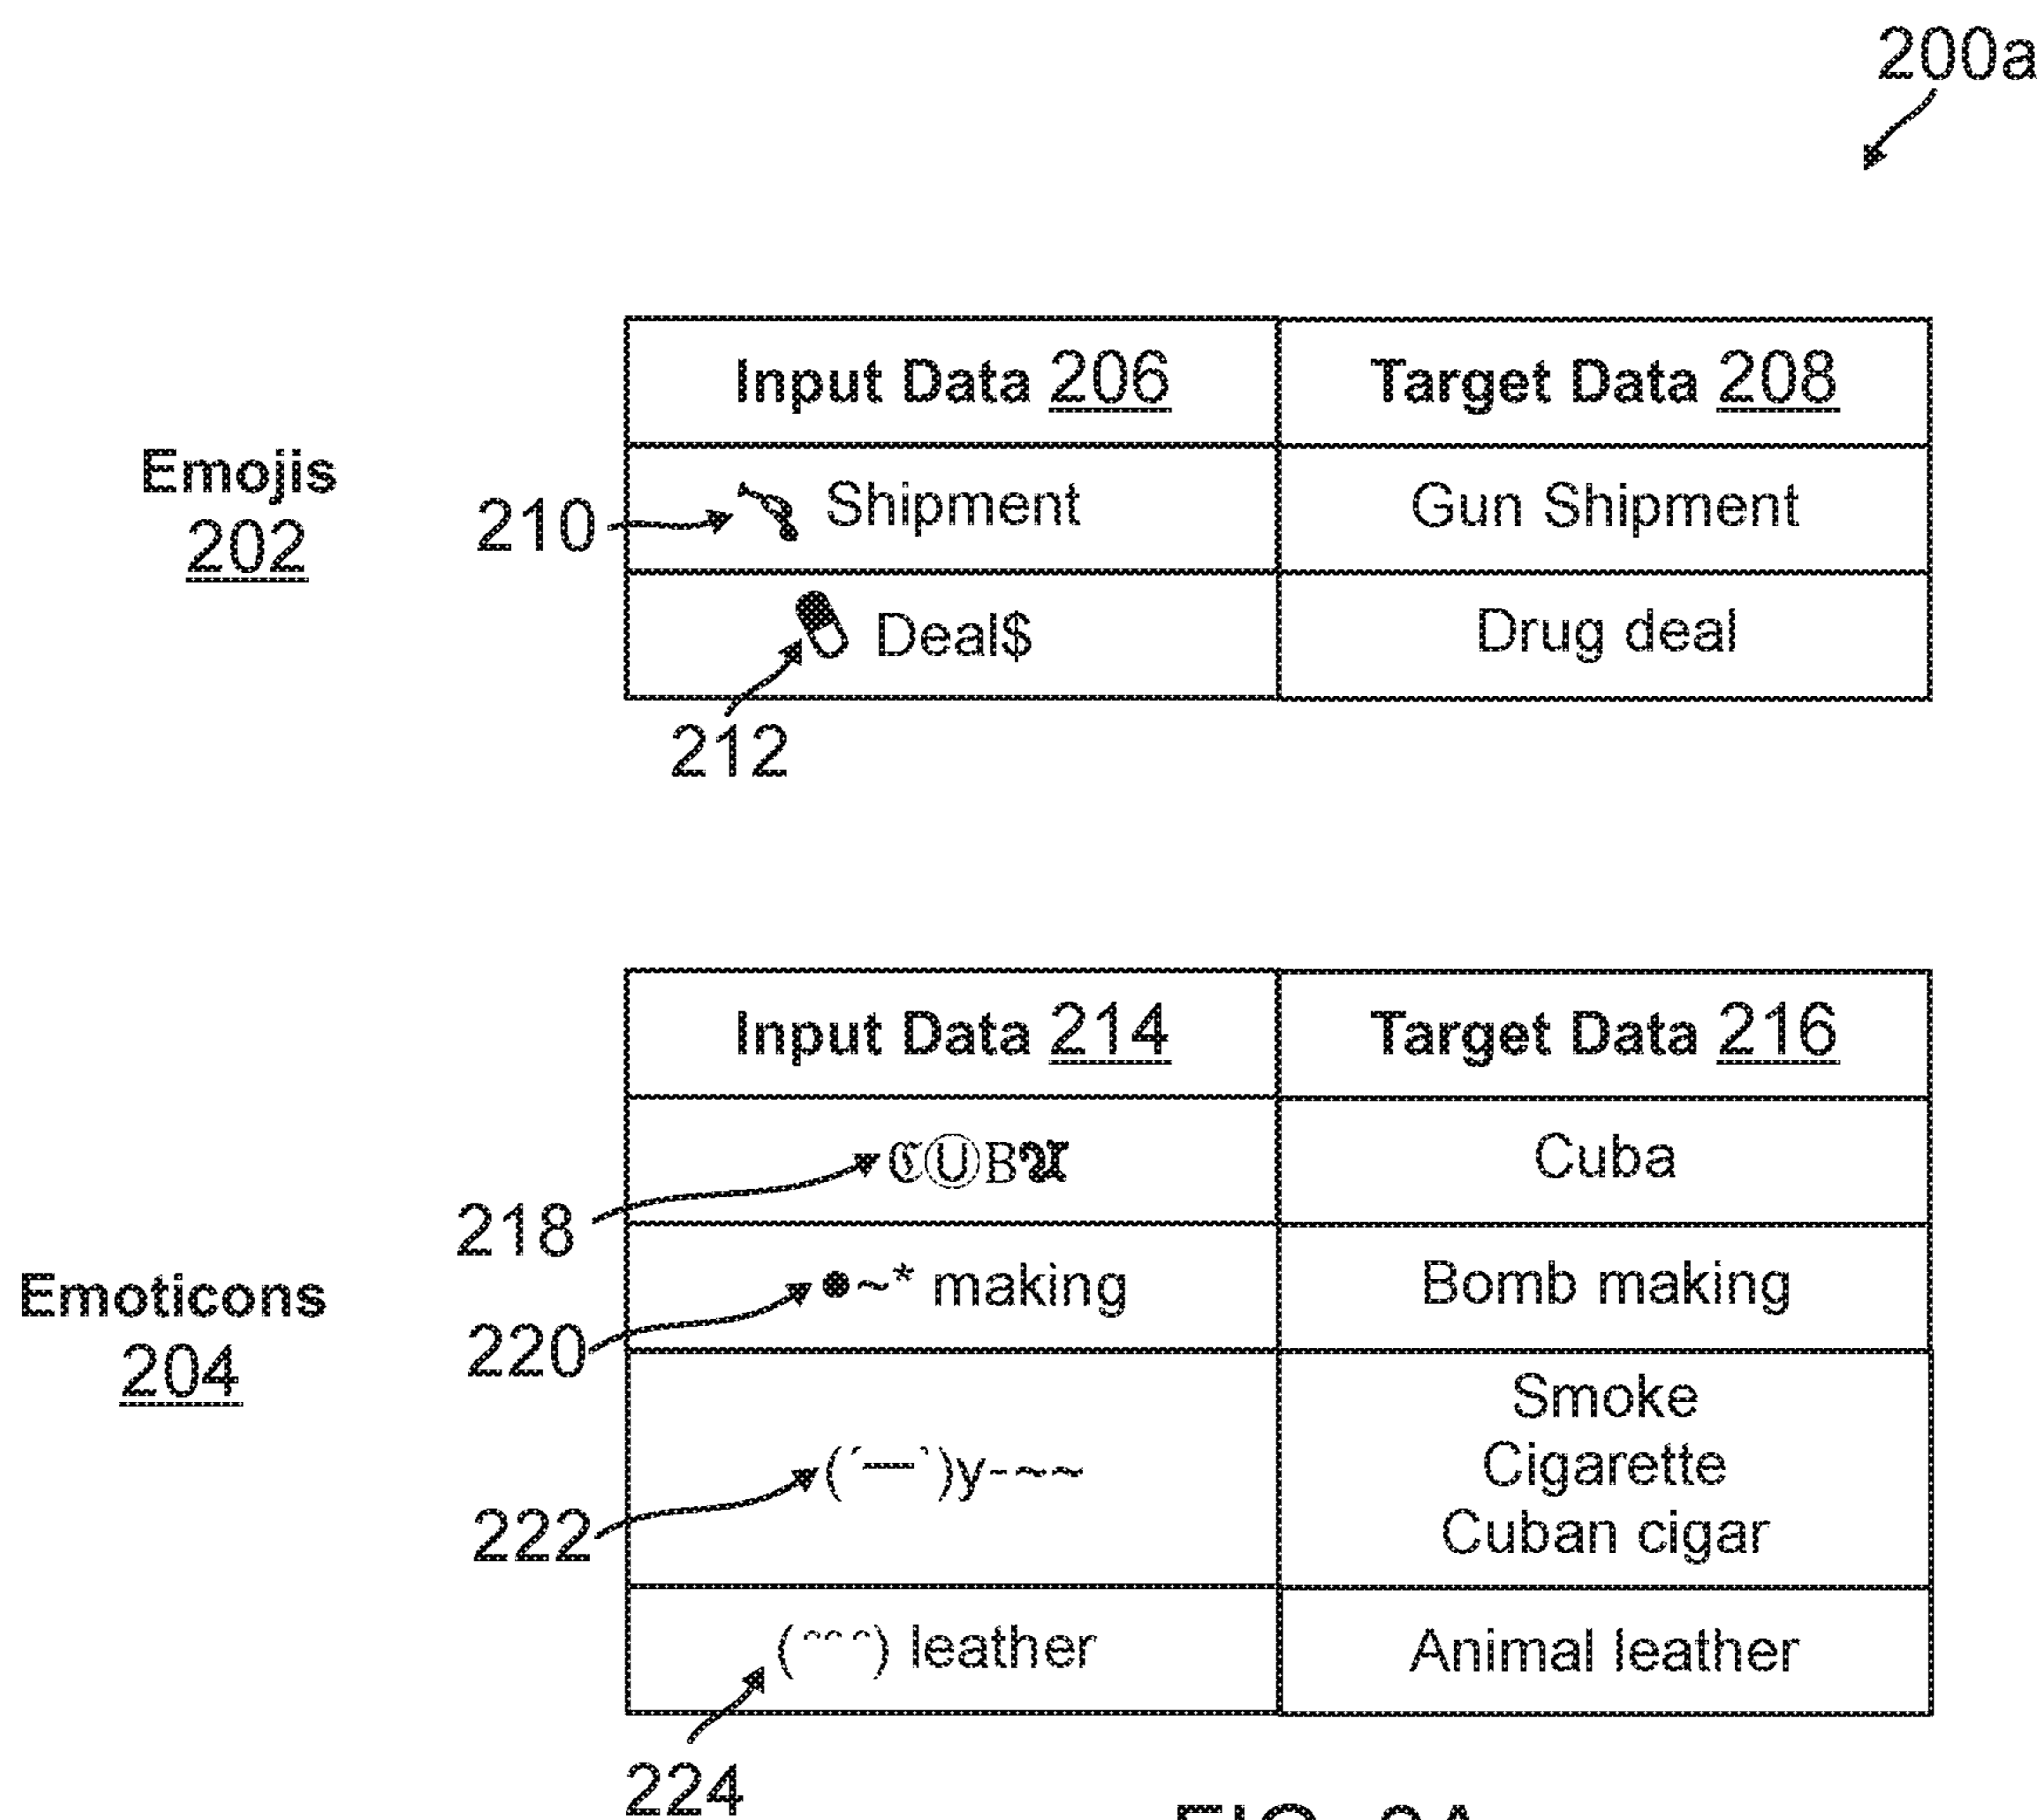 200a
Input Data 206 Target Data 208
Emojis
202
210 Shipment Gun Shipment
Deal$ Drug deal
212
Input Data 214 Target Data 216
ℭⓊB𝕬 Cuba
218
Emoticons
204
●~* making Bomb making
220
Smoke
(´—`)y-~~ Cigarette
Cuban cigar
222
(ˆˆˆ) leather Animal leather
224